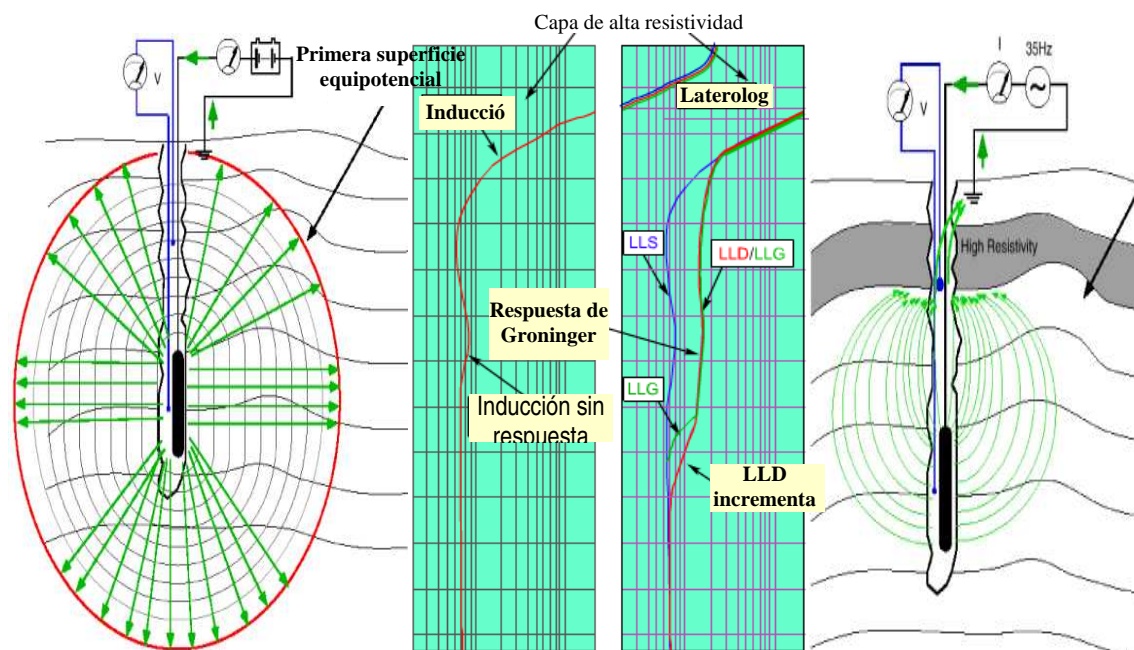 Capa de alta resistividad
Primera superficie
equipotencial
V
Inducció
Laterolog
I
35Hz
V
High Resistivity
LLS
LLD/LLG
Respuesta de
Groninger
LLG
Inducción sin
respuesta
LLD
incrementa